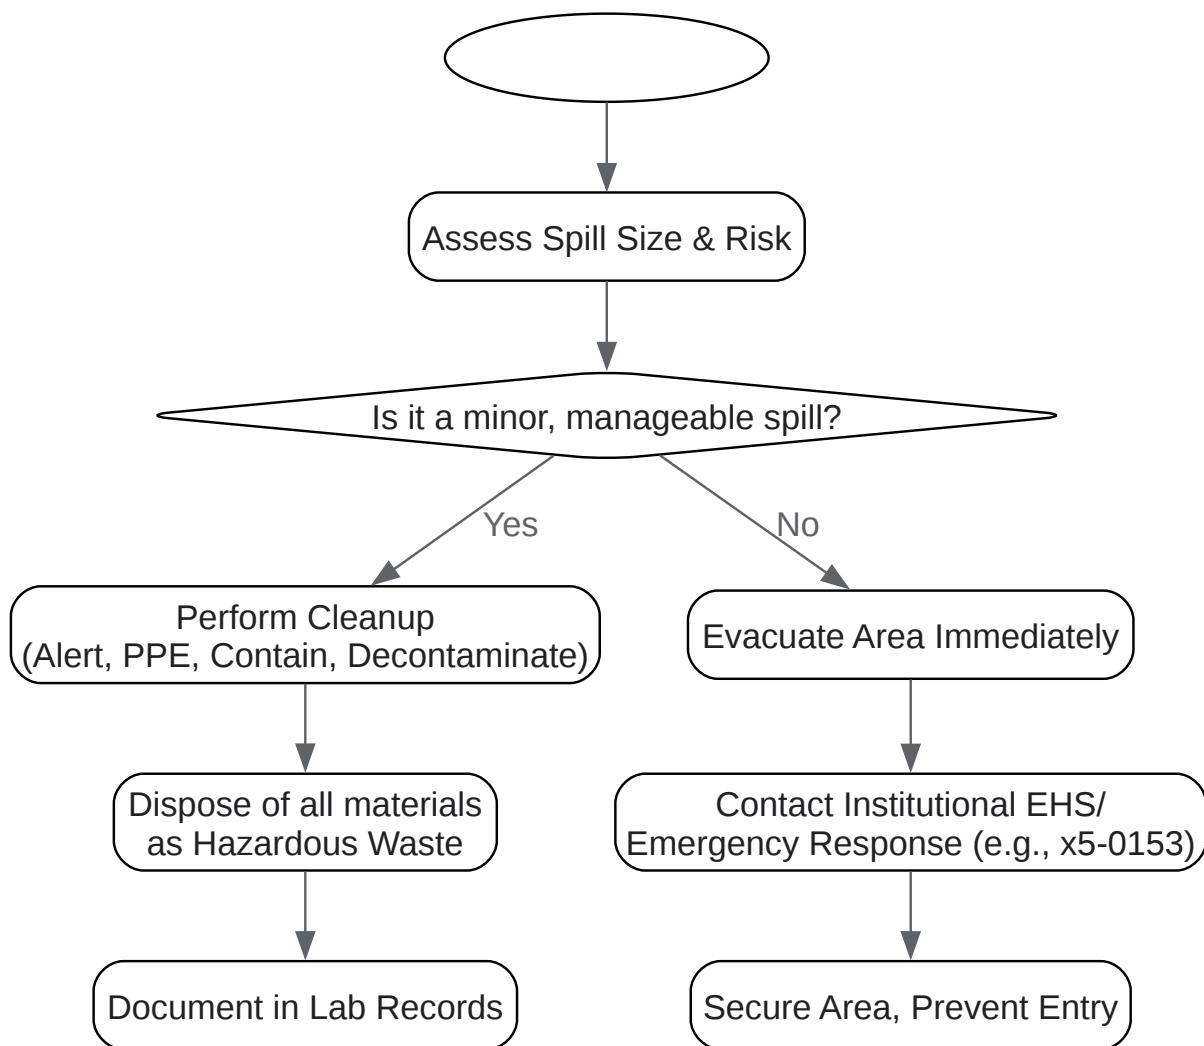 Assess Spill Size & Risk
Is it a minor, manageable spill?
Yes
No
Perform Cleanup
(Alert, PPE, Contain, Decontaminate)
Evacuate Area Immediately
Dispose of all materials
as Hazardous Waste
Contact Institutional EHS/
Emergency Response (e.g., x5-0153)
Document in Lab Records
Secure Area, Prevent Entry